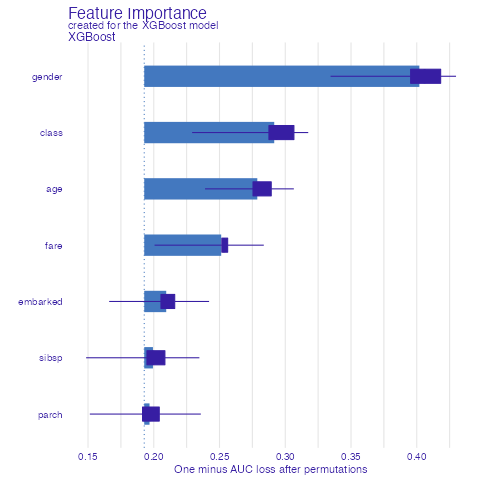 Feature Importance
created for the XGBoost model
XGBoost
gender
class
age
fare
embarked
sibsp
parch
0.15 0.20 0.25 0.30 0.35 0.40
One minus AUC loss after permutations